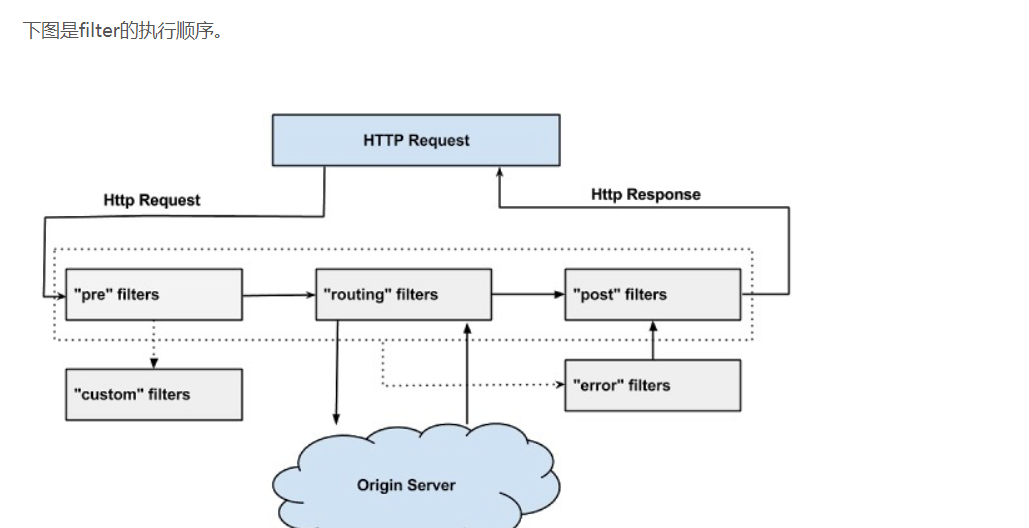 下图是filter的执行顺序。
HTTP Request
Http Request
Http Response
"pre" filters
"routing" filters
"post" filters
"custom" filters
"error" filters
Origin Server